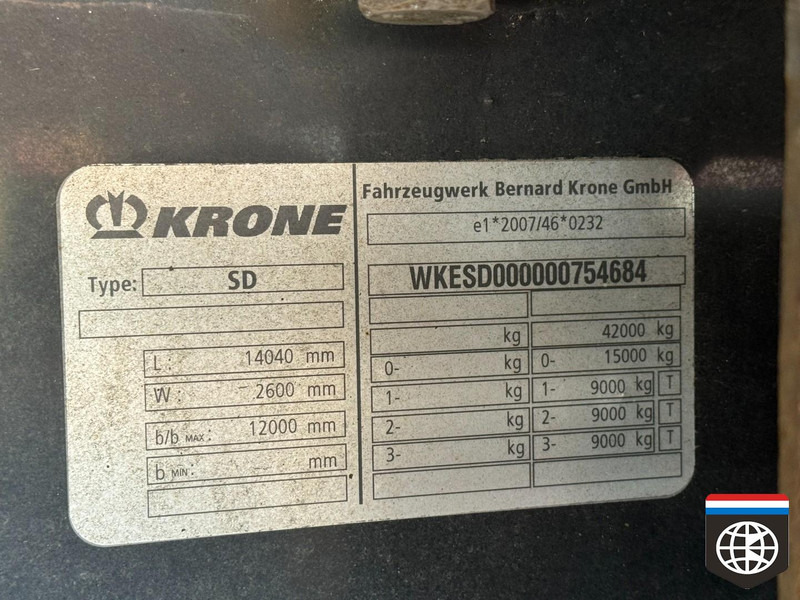 KRONE
Type: SD
L: 14040 mm
W: 2600 mm
b/b MAX: 12000 mm
b MIN: mm
Fahrzeugwerk Bernard Krone GmbH
e1*2007/46*0232
WKESD000000754684
kg 42000 kg
0- kg 0- 15000 kg
1- kg 1- 9000 kg T
2- kg 2- 9000 kg T
3- kg 3- 9000 kg T